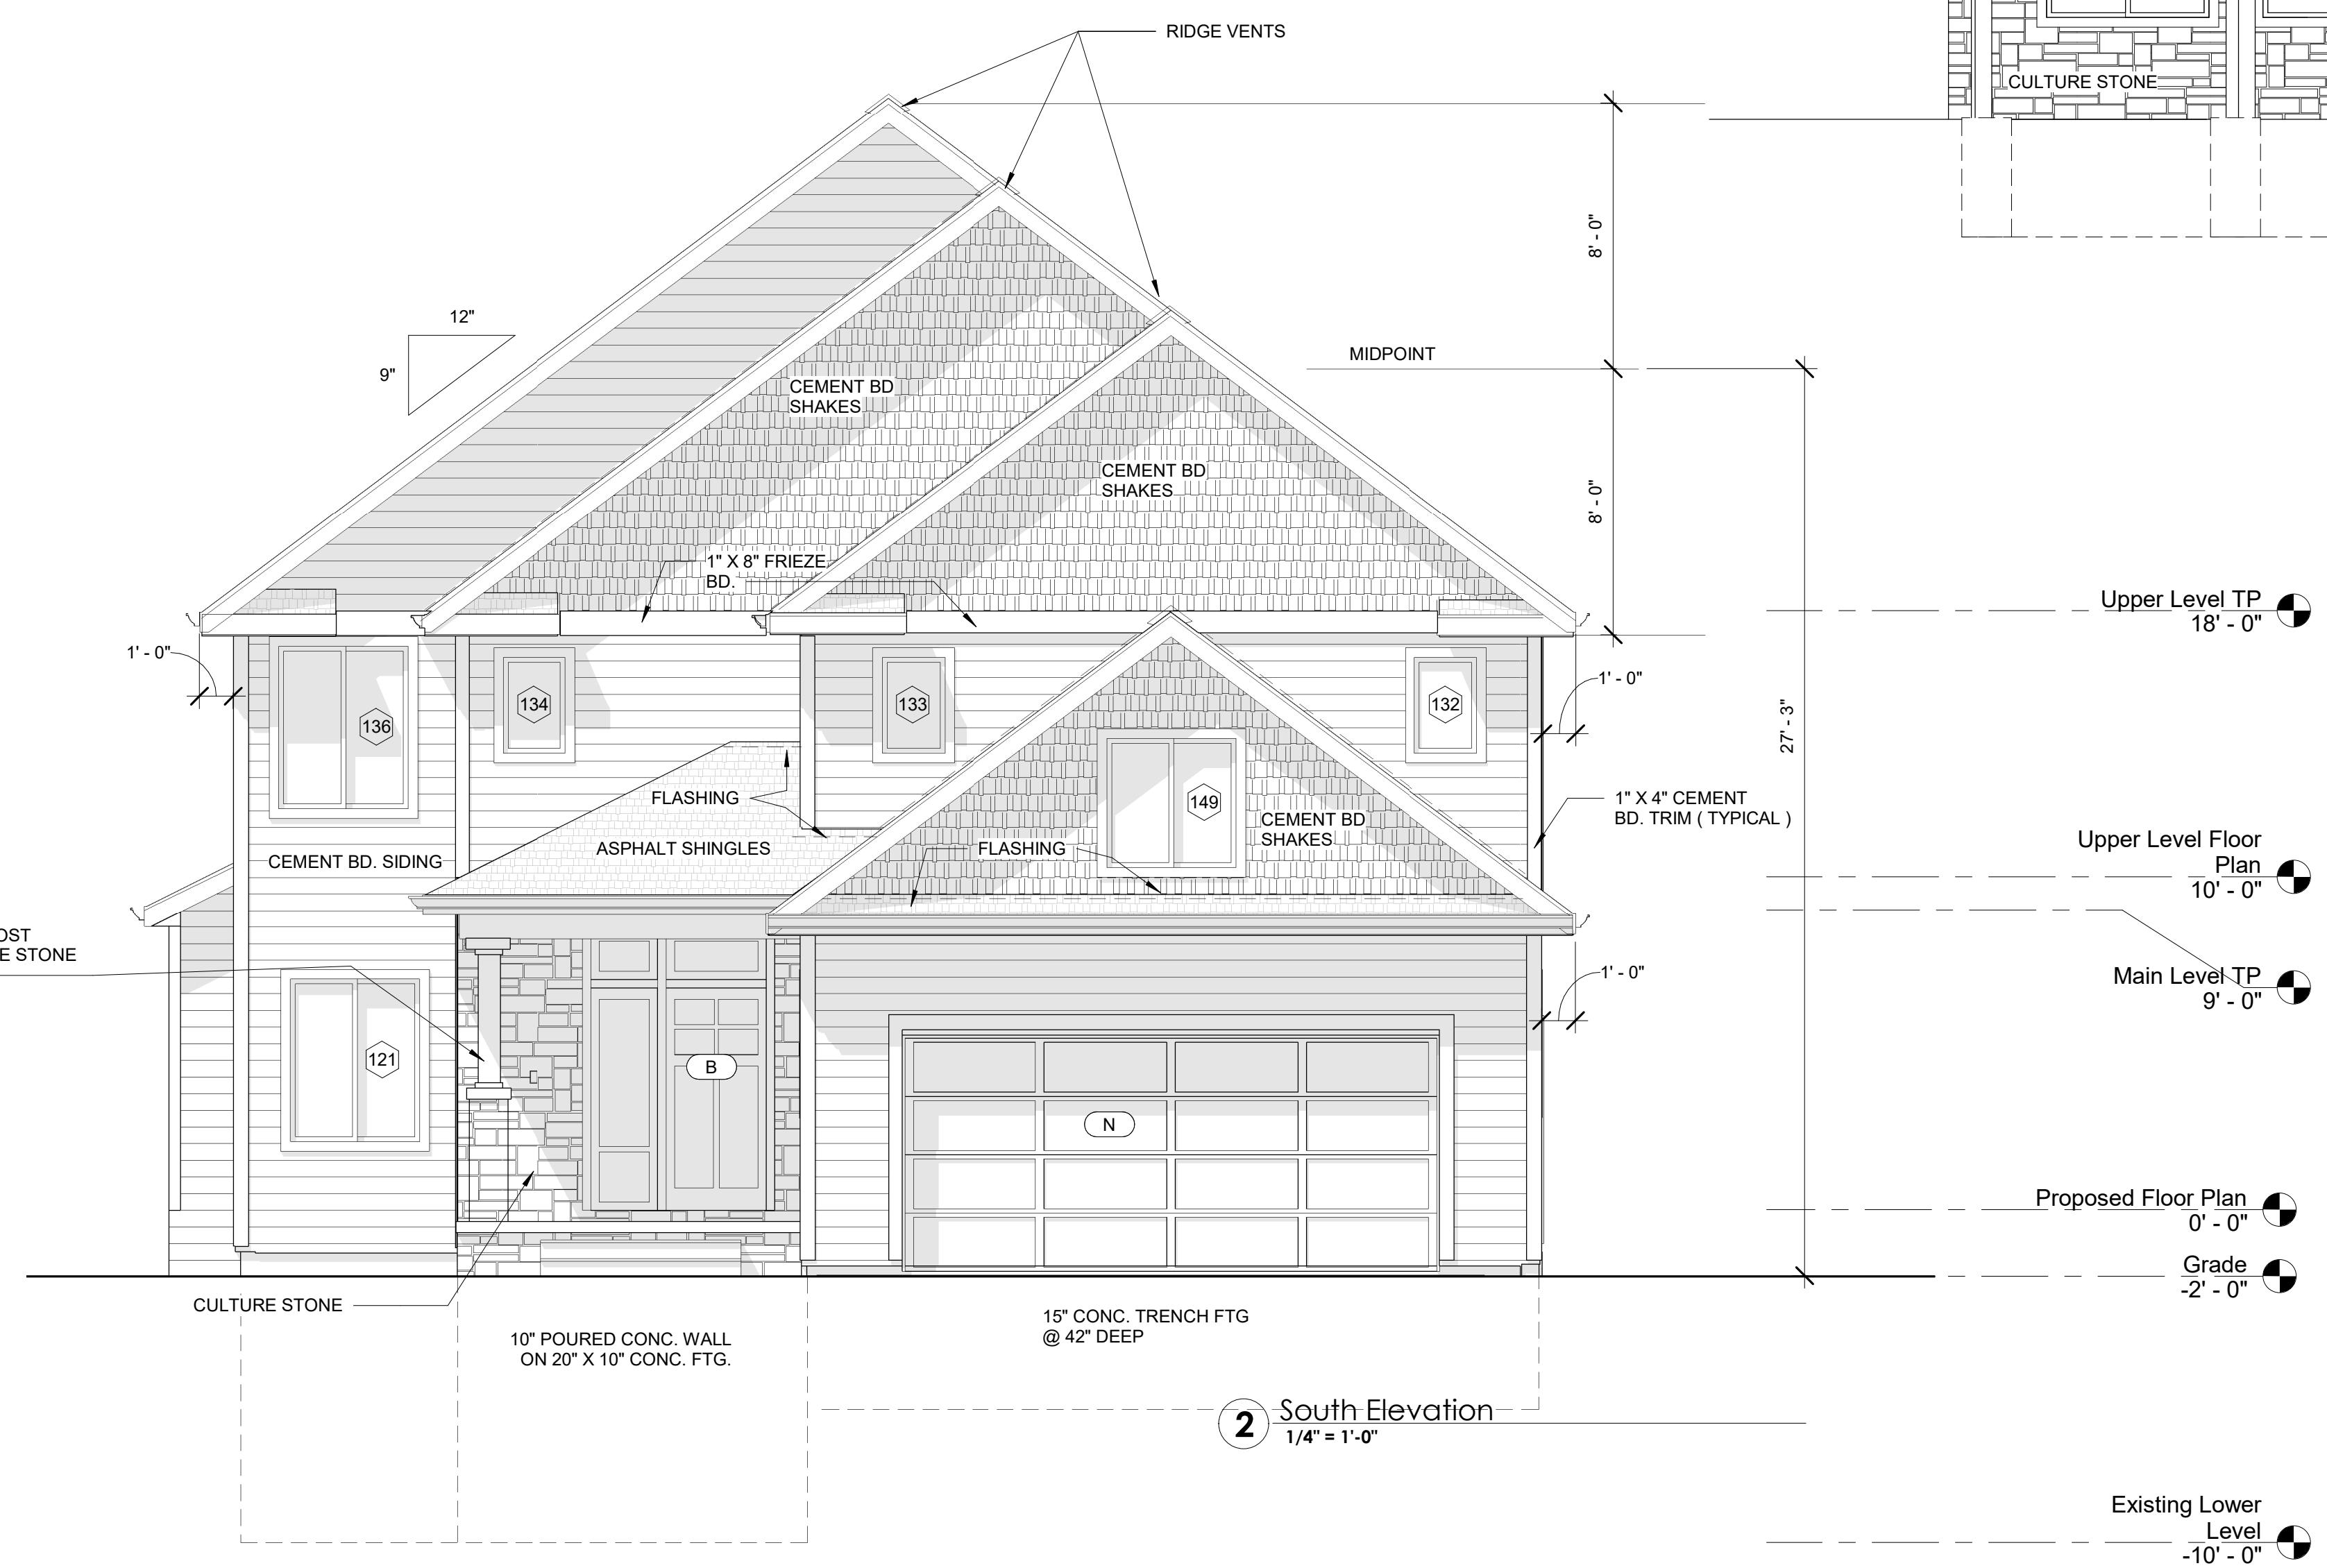 RIDGE VENTS
CULTURE STONE
8' - 0"
12"
9"
MIDPOINT
CEMENT BD
SHAKES
CEMENT BD
SHAKES
8' - 0"
1" X 8" FRIEZE
BD.
Upper Level TP
18' - 0"
1' - 0"
1' - 0"
136
134
133
132
27' - 3"
149
FLASHING
1" X 4" CEMENT
BD. TRIM ( TYPICAL )
CEMENT BD
SHAKES
ASPHALT SHINGLES
FLASHING
CEMENT BD. SIDING
Upper Level Floor
Plan
10' - 0"
OST
E STONE
1' - 0"
Main Level TP
9' - 0"
121
B
N
Proposed Floor Plan
0' - 0"
Grade
-2' - 0"
CULTURE STONE
10" POURED CONC. WALL
ON 20" X 10" CONC. FTG.
15" CONC. TRENCH FTG
@ 42" DEEP
2
South Elevation
1/4" = 1'-0"
Existing Lower
Level
-10' - 0"